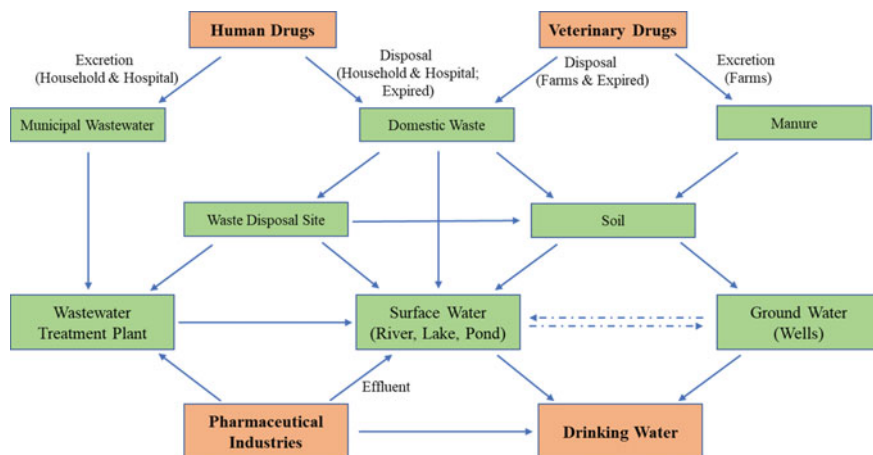 Human Drugs
Veterinary Drugs
Excretion
(Household & Hospital)
Disposal
(Household & Hospital;
Expired)
Disposal
(Farms & Expired)
Excretion
(Farms)
Municipal Wastewater
Domestic Waste
Manure
Waste Disposal Site
Soil
Wastewater
Treatment Plant
Surface Water
(River, Lake, Pond)
Ground Water
(Wells)
Effluent
Pharmaceutical
Industries
Drinking Water